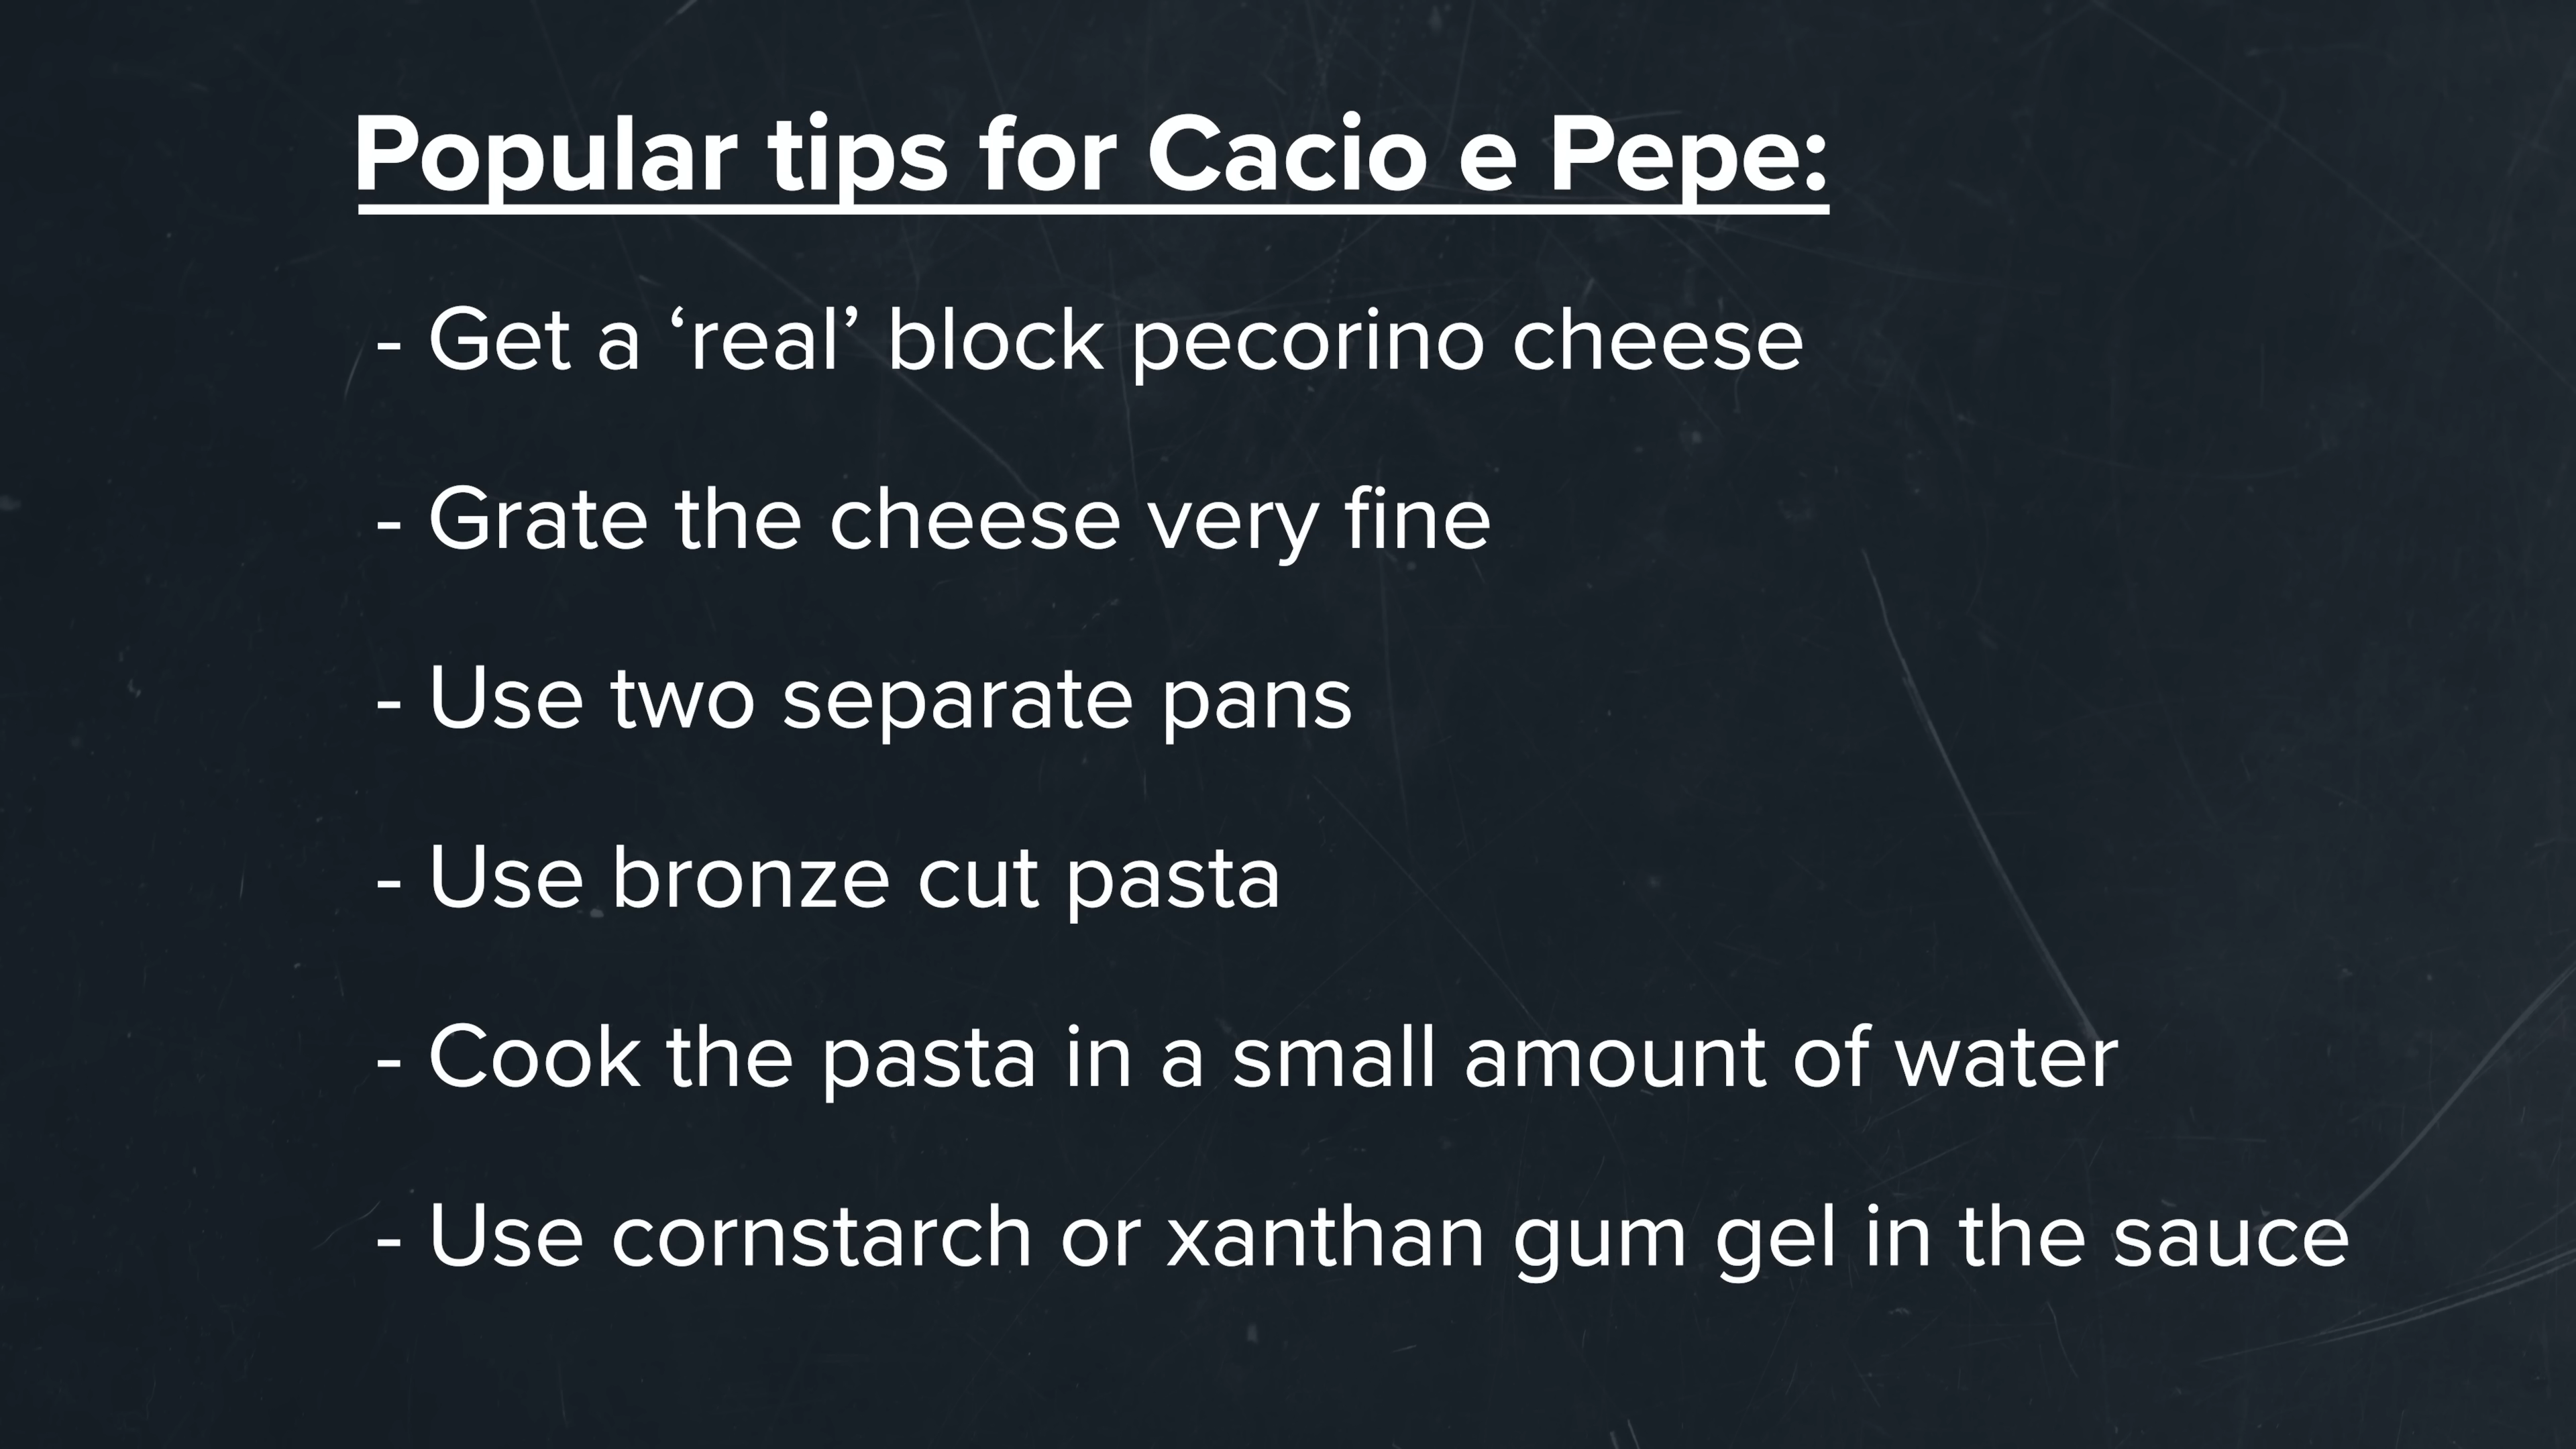 Popular tips for Cacio e Pepe:
- Get a ‘real’ block pecorino cheese
- Grate the cheese very fine
- Use two separate pans
- Use bronze cut pasta
- Cook the pasta in a small amount of water
- Use cornstarch or xanthan gum gel in the sauce